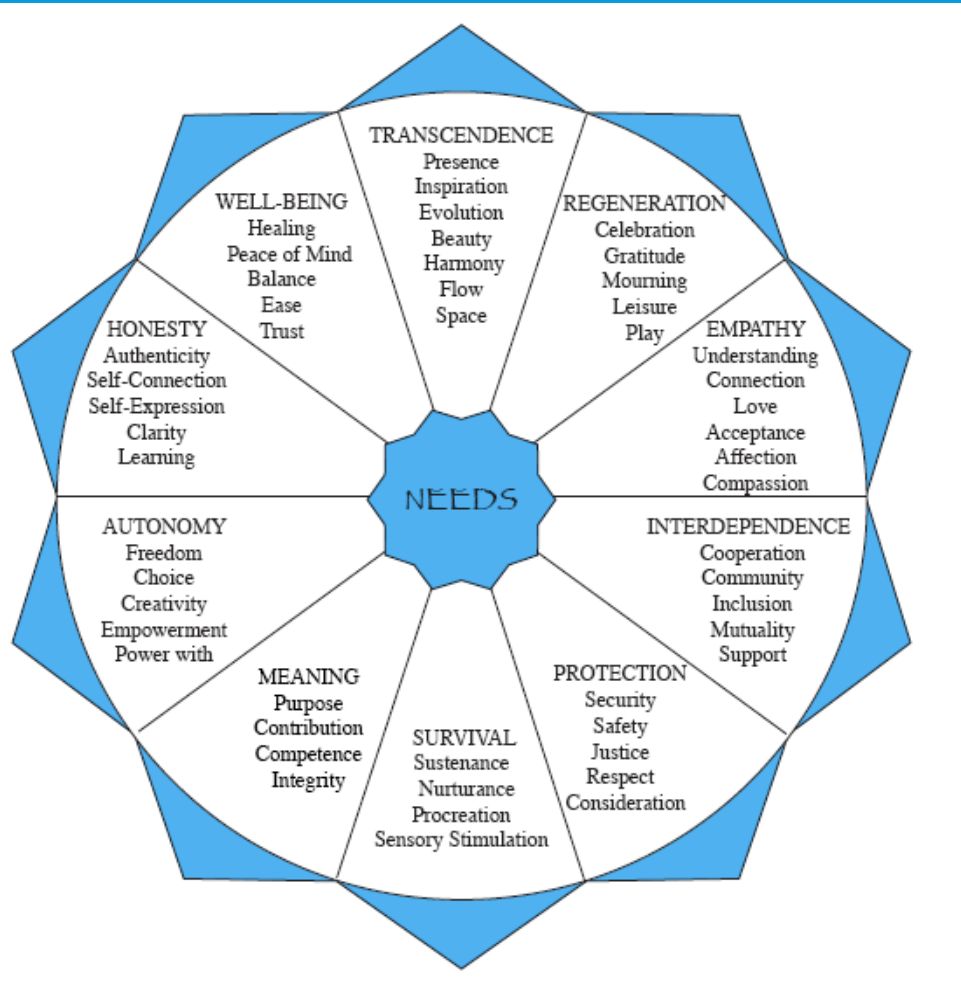 TRANSCENDENCE
Presence
Inspiration
Evolution
Beauty
Harmony
Flow
Space
REGENERATION
Celebration
Gratitude
Mourning
Leisure
Play
EMPATHY
Understanding
Connection
Love
Acceptance
Affection
Compassion
INTERDEPENDENCE
Cooperation
Community
Inclusion
Mutuality
Support
PROTECTION
Security
Safety
Justice
Respect
Consideration
SURVIVAL
Sustenance
Nurturance
Procreation
Sensory Stimulation
MEANING
Purpose
Contribution
Competence
Integrity
AUTONOMY
Freedom
Choice
Creativity
Empowerment
Power with
HONESTY
Authenticity
Self-Connection
Self-Expression
Clarity
Learning
WELL-BEING
Healing
Peace of Mind
Balance
Ease
Trust
NEEDS